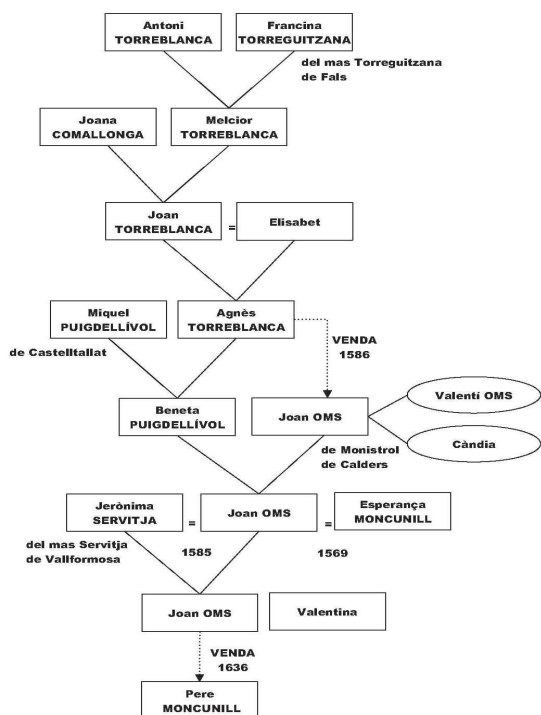 Antoni
TORREBLANCA
Francina
TORREGUITZANA
del mas Torreguitzana
de Fals
Joana
COMALLONGA
Melcior
TORREBLANCA
Joan
TORREBLANCA
=
Elisabet
Miquel
PUIGDELLÍVOL
de Castelltallat
Agnès
TORREBLANCA
VENDA
1586
Beneta
PUIGDELLÍVOL
Joan OMS
de Monistrol
de Calders
Valentí OMS
Càndia
Jerònima
SERVITJA
del mas Servitja
de Vallformosa
=
1585
Joan OMS
=
1569
Esperança
MONCUNILL
Joan OMS
Valentina
VENDA
1636
Pere
MONCUNILL